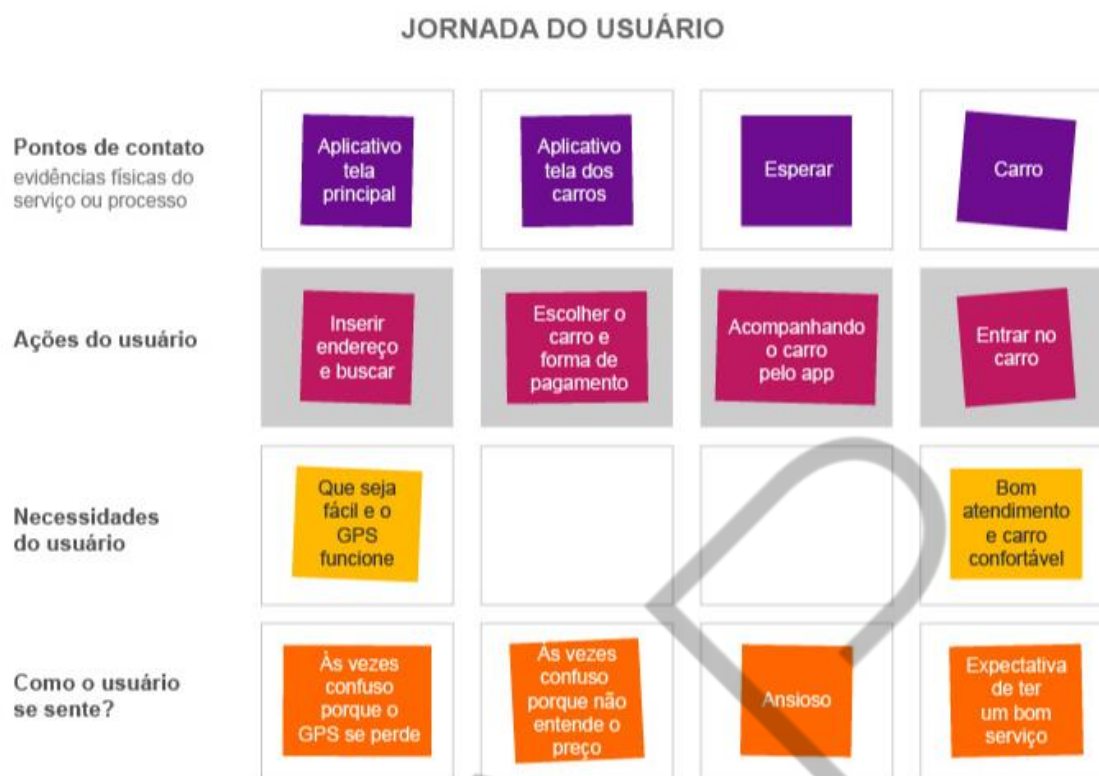 JORNADA DO USUÁRIO
Pontos de contato
evidências físicas do
serviço ou processo
Aplicativo
tela
principal
Aplicativo
tela dos
carros
Esperar
Carro
Ações do usuário
Inserir
endereço
e buscar
Escolher o
carro e
forma de
pagamento
Acompanhando
o carro
pelo app
Entrar no
carro
Necessidades
do usuário
Que seja
fácil e o
GPS
funcione
Bom
atendimento
e carro
confortável
Como o usuário
se sente?
Às vezes
confuso
porque o
GPS se perde
Às vezes
confuso
porque não
entende o
preço
Ansioso
Expectativa
de ter
um bom
serviço